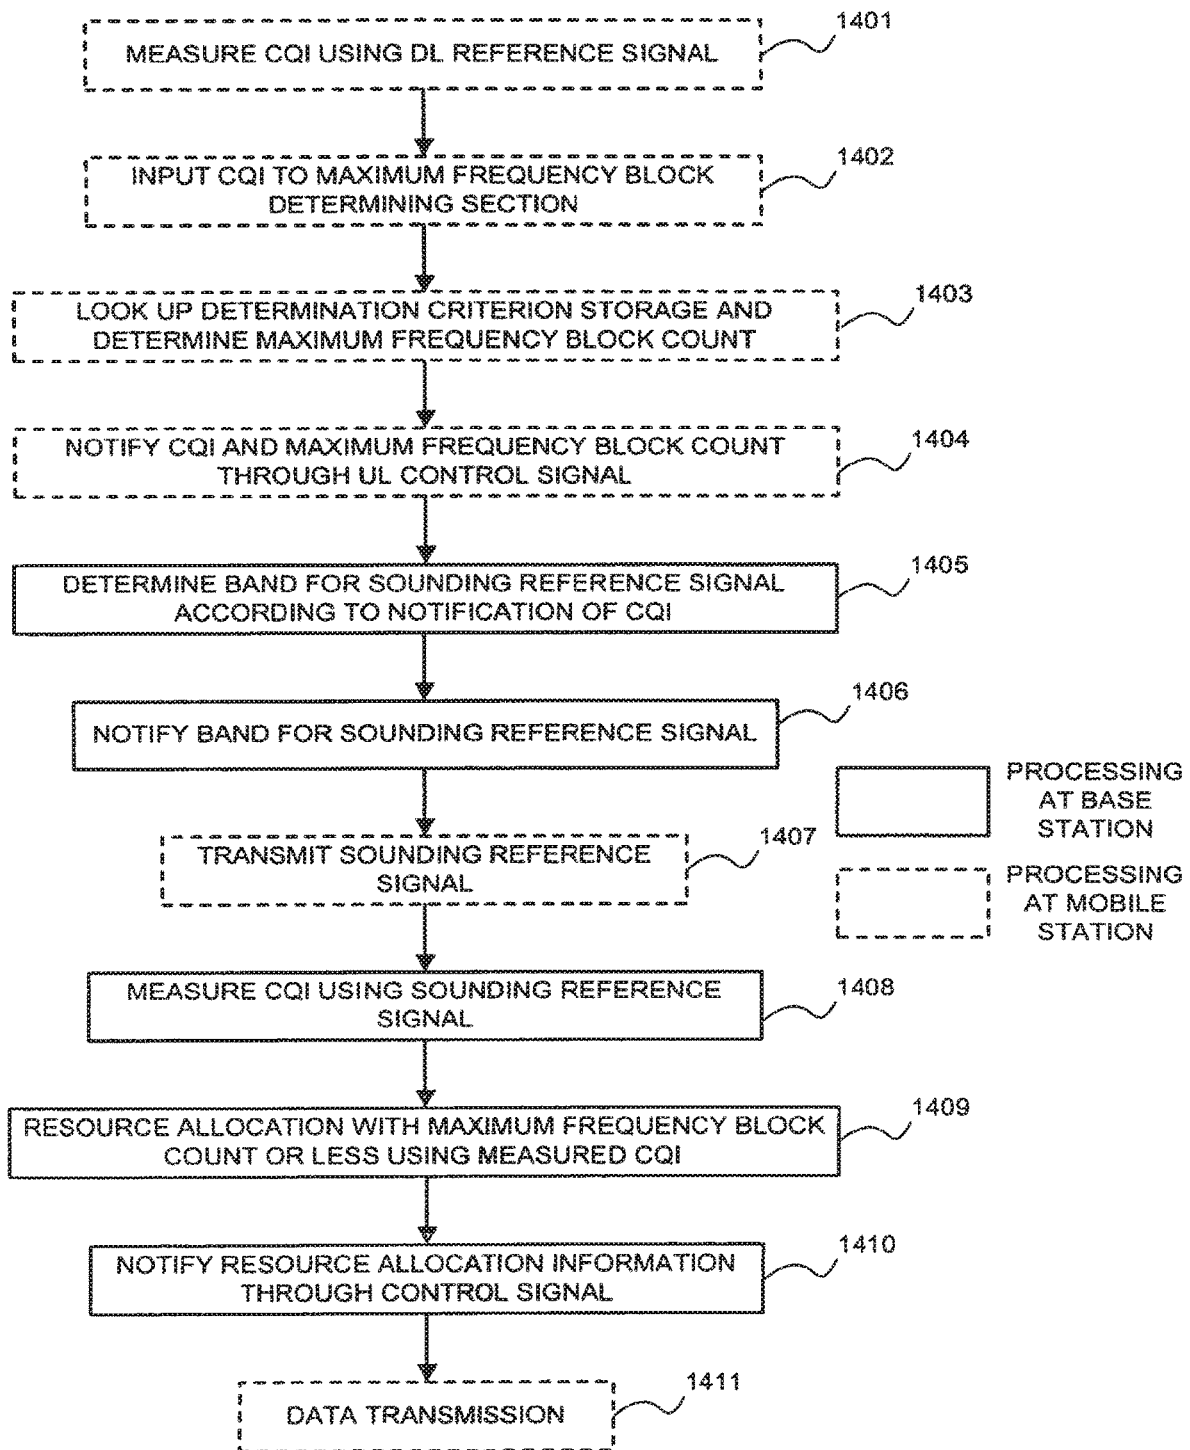 1401
MEASURE CQI USING DL REFERENCE SIGNAL
1402
INPUT CQI TO MAXIMUM FREQUENCY BLOCK
DETERMINING SECTION
1403
LOOK UP DETERMINATION CRITERION STORAGE AND
DETERMINE MAXIMUM FREQUENCY BLOCK COUNT
1404
NOTIFY CQI AND MAXIMUM FREQUENCY BLOCK COUNT
THROUGH UL CONTROL SIGNAL
1405
DETERMINE BAND FOR SOUNDING REFERENCE SIGNAL
ACCORDING TO NOTIFICATION OF CQI
1406
NOTIFY BAND FOR SOUNDING REFERENCE SIGNAL
PROCESSING
AT BASE
STATION
1407
TRANSMIT SOUNDING REFERENCE
SIGNAL
PROCESSING
AT MOBILE
STATION
1408
MEASURE CQI USING SOUNDING REFERENCE
SIGNAL
1409
RESOURCE ALLOCATION WITH MAXIMUM FREQUENCY BLOCK
COUNT OR LESS USING MEASURED CQI
1410
NOTIFY RESOURCE ALLOCATION INFORMATION
THROUGH CONTROL SIGNAL
1411
DATA TRANSMISSION